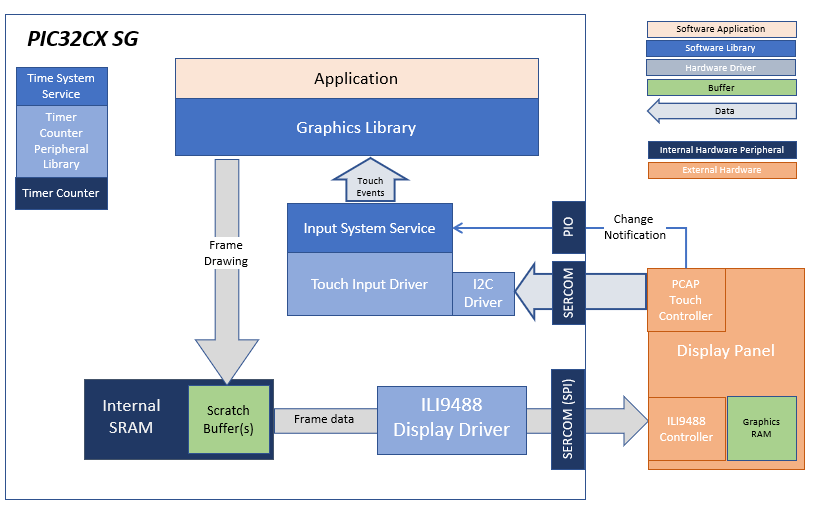 PIC32CX SG
Time System
Service
Timer
Counter
Peripheral
Library
Timer Counter
Application
Graphics Library
Touch
Events
Frame
Drawing
Input System Service
Touch Input Driver
I2C
Driver
PIO
SERCOM
Change
Notification
PCAP
Touch
Controller
Display Panel
Internal
SRAM
Scratch
Buffer(s)
Frame data
ILI9488
Display Driver
SERCOM (SPI)
ILI9488
Controller
Graphics
RAM
Software Application
Software Library
Hardware Driver
Buffer
Data
Internal Hardware Peripheral
External Hardware